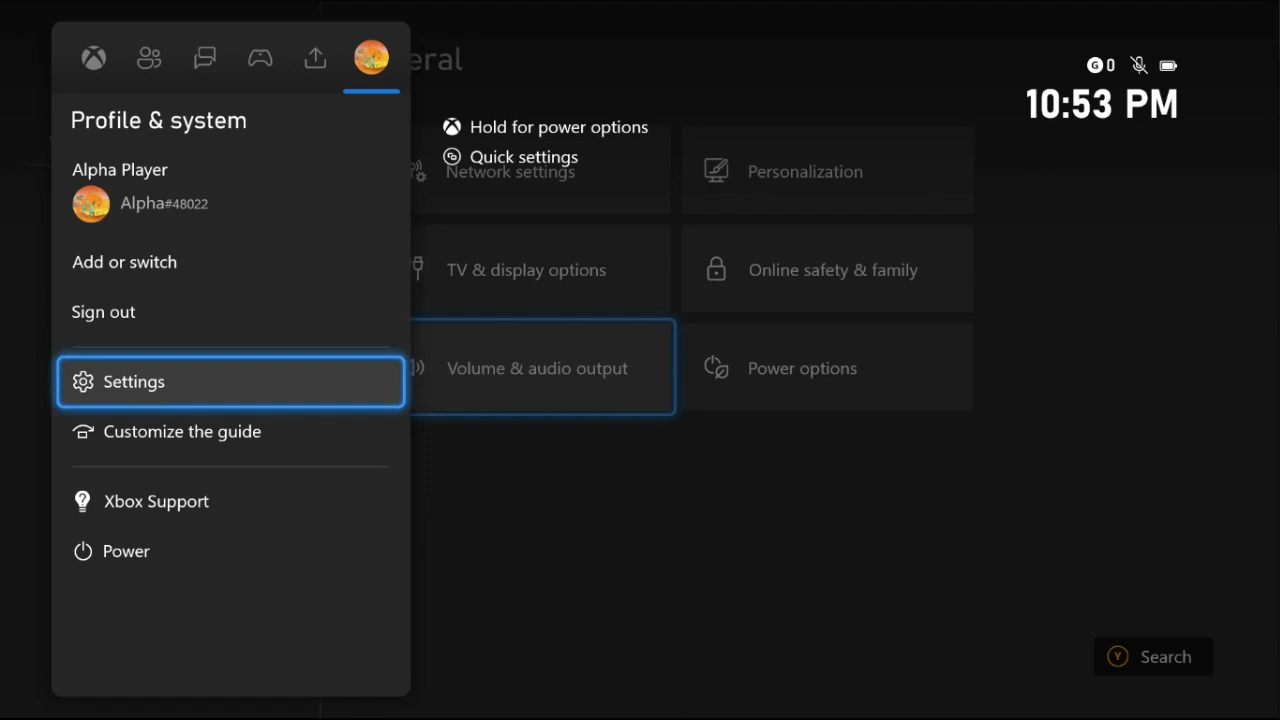 eral
G 0
10:53 PM
Profile & system
Hold for power options
Quick settings
Alpha Player
Alpha#48022
Add or switch
Sign out
Settings
Customize the guide
Xbox Support
Power
Network settings
Personalization
TV & display options
Online safety & family
Volume & audio output
Power options
Y Search